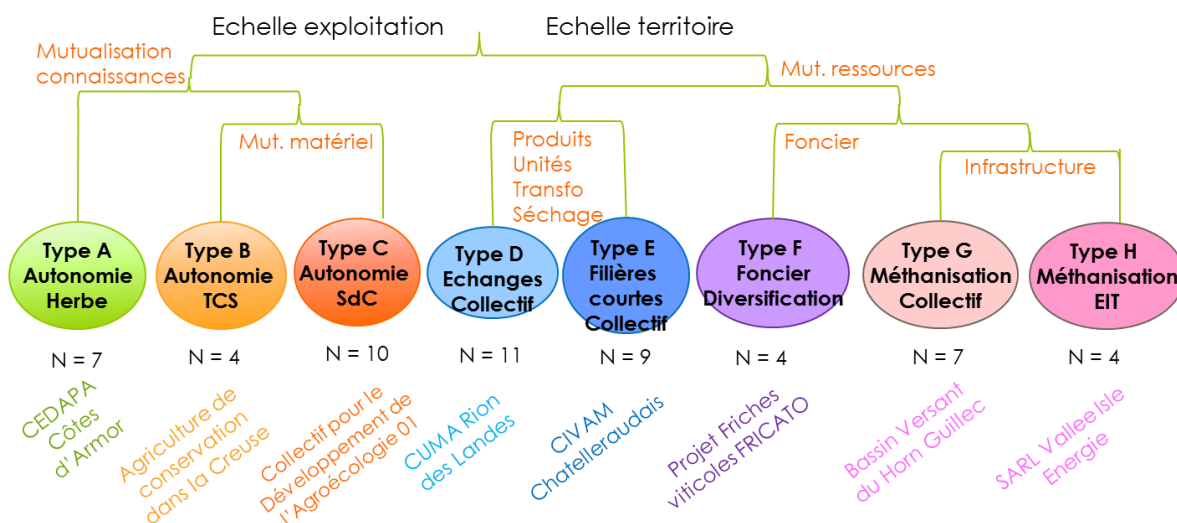 Echelle exploitation
Echelle territoire
Mutualisation
connaissances
Mut. ressources
Mut. matériel
Produits
Unités
Transfo
Séchage
Foncier
Infrastructure
Type A
Autonomie
Herbe
Type B
Autonomie
TCS
Type C
Autonomie
SdC
Type D
Echanges
Collectif
Type E
Filières
courtes
Collectif
Type F
Foncier
Diversification
Type G
Méthanisation
Collectif
Type H
Méthanisation
EIT
N = 7
N = 4
N = 10
N = 11
N = 9
N = 4
N = 7
N = 4
CEDAPA
Côtes
d'Armor
Agriculture de
conservation
dans la Creuse
Collectif pour le
Développement de
l'Agroécologie 01
CUMA Rion
des Landes
CIVAM
Chatelleraudais
Projet Friches
viticoles FRICATO
Bassin Versant
du Horn Guillec
SARL Vallee Isle
Energie